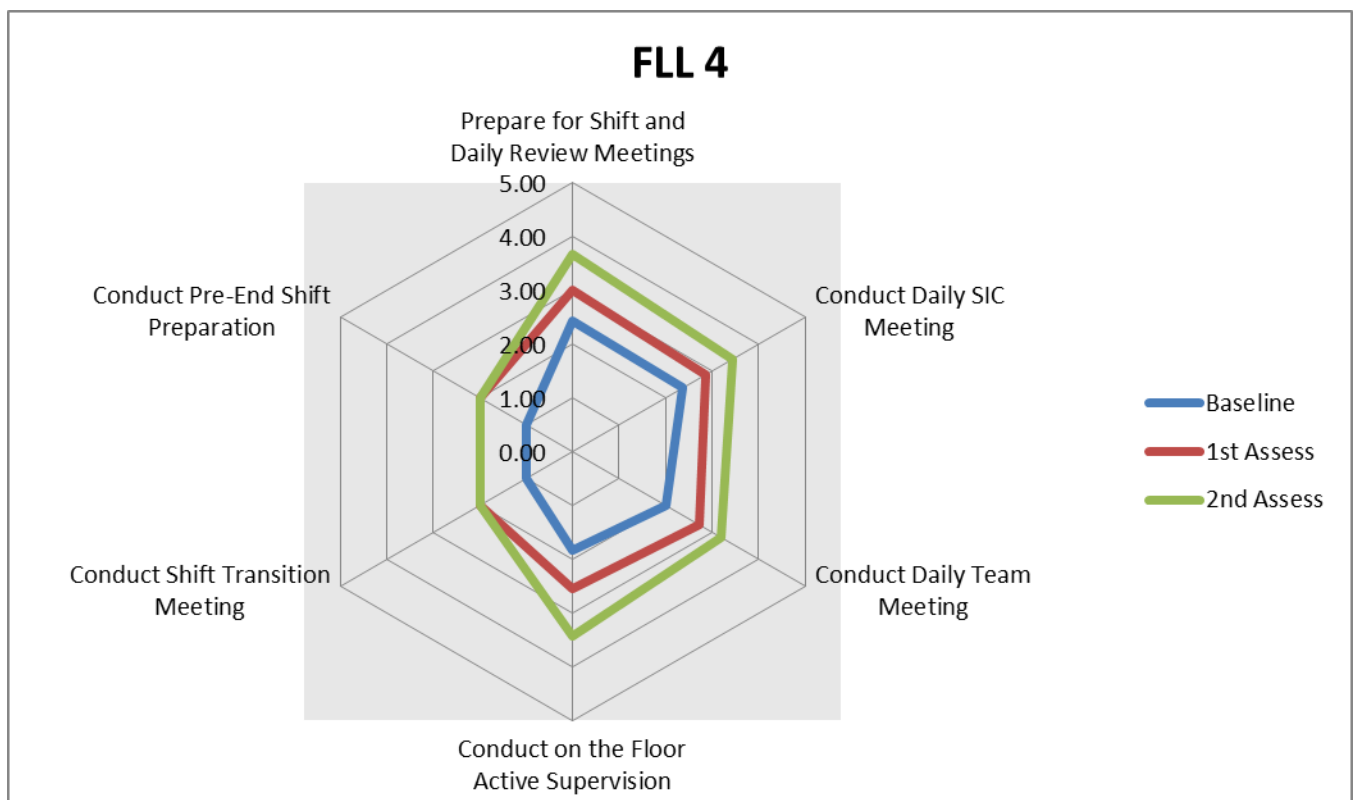 FLL 4
Prepare for Shift and
Daily Review Meetings
5.00
4.00
3.00
2.00
1.00
0.00
Conduct Daily SIC
Meeting
Conduct Daily Team
Meeting
Conduct on the Floor
Active Supervision
Conduct Shift Transition
Meeting
Conduct Pre-End Shift
Preparation
Baseline
1st Assess
2nd Assess